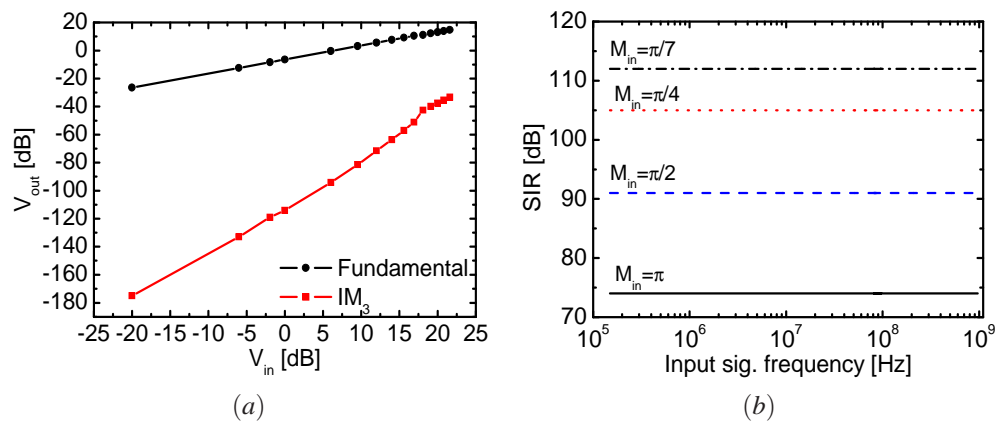 20
0
-20
-40
-60
-80
-100
-120
-140
-160
-180
V_out [dB]
Fundamental
IM_3
-25 -20 -15 -10 -5 0 5 10 15 20 25
V_in [dB]
(a)
120
110
100
90
80
70
SIR [dB]
M_in=π/7
M_in=π/4
M_in=π/2
M_in=π
10^5 10^6 10^7 10^8 10^9
Input sig. frequency [Hz]
(b)